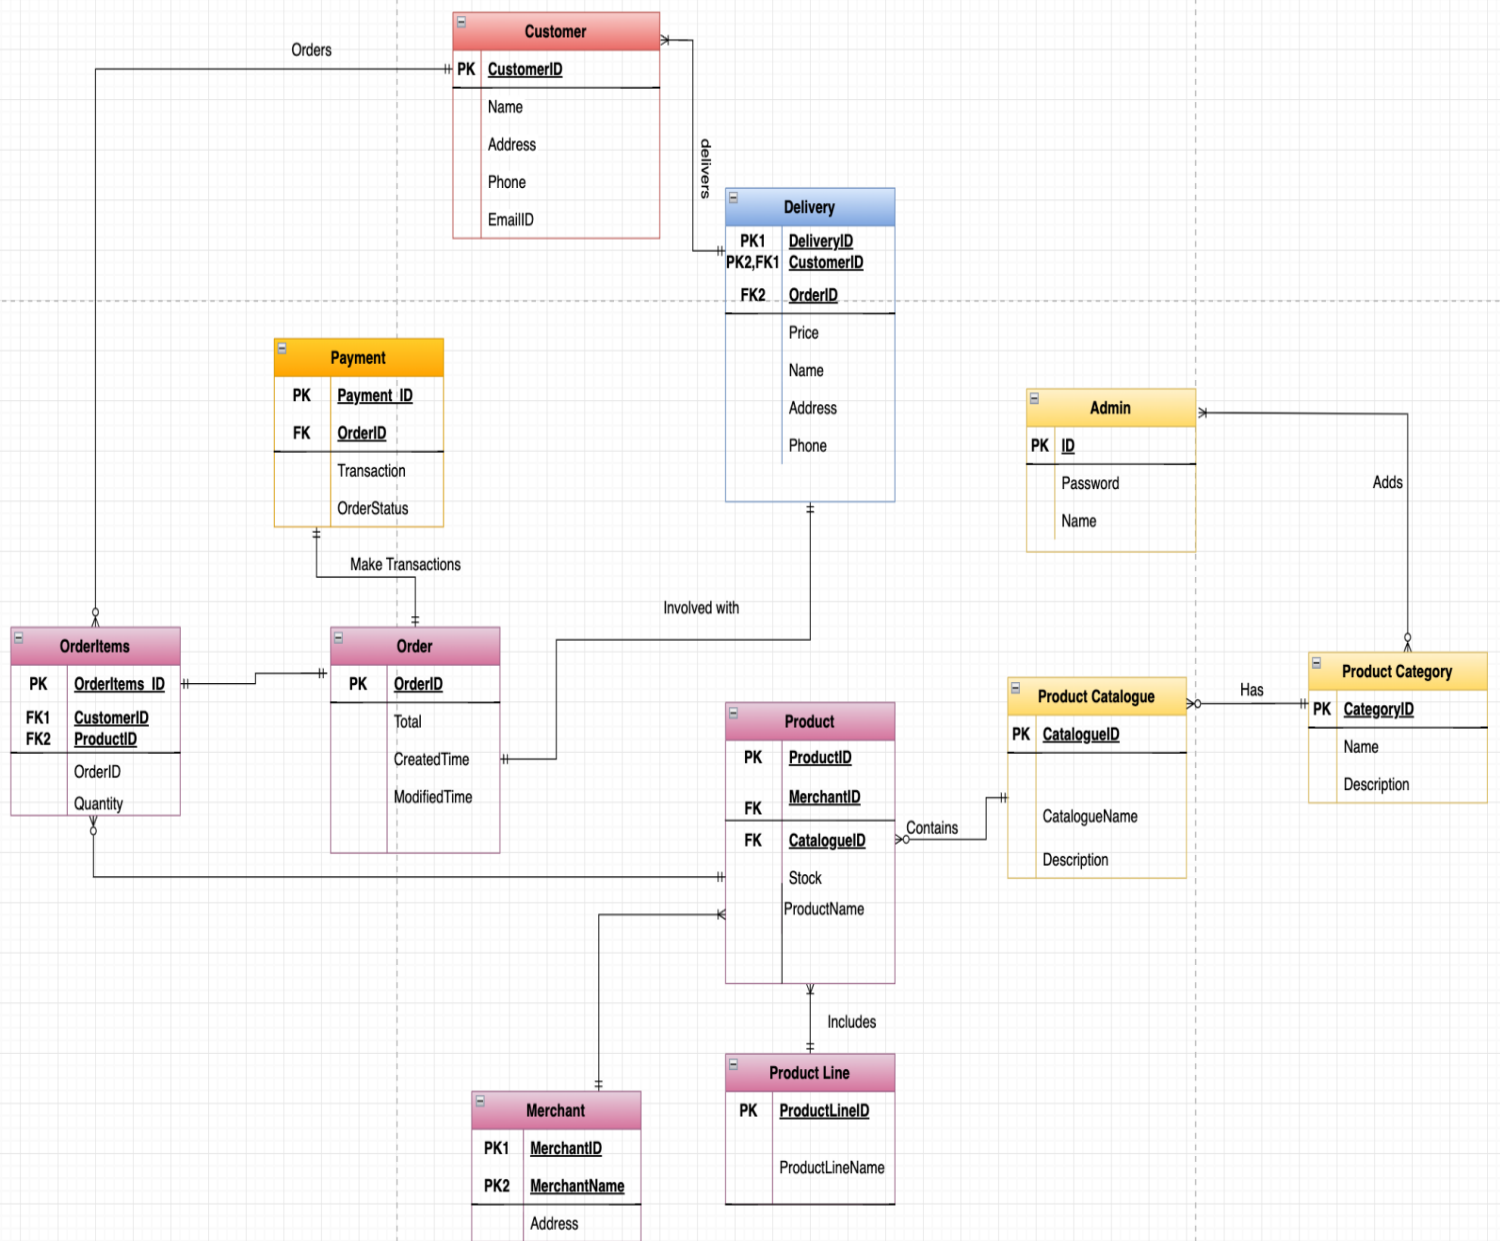 Customer
PK CustomerID
Name
Address
Phone
EmailID
Orders
delivers
Delivery
PK1 DeliveryID
PK2,FK1 CustomerID
FK2 OrderID
Price
Name
Address
Phone
Payment
PK Payment_ID
FK OrderID
Transaction
OrderStatus
Make Transactions
Involved with
Admin
PK ID
Password
Name
Adds
OrderItems
PK OrderItems_ID
FK1 CustomerID
FK2 ProductID
OrderID
Quantity
Order
PK OrderID
Total
CreatedTime
ModifiedTime
Product
PK ProductID
FK MerchantID
FK CatalogueID
Stock
ProductName
Contains
Product Catalogue
PK CatalogueID
CatalogueName
Description
Has
Product Category
PK CategoryID
Name
Description
Includes
Product Line
PK ProductLineID
ProductLineName
Merchant
PK1 MerchantID
PK2 MerchantName
Address